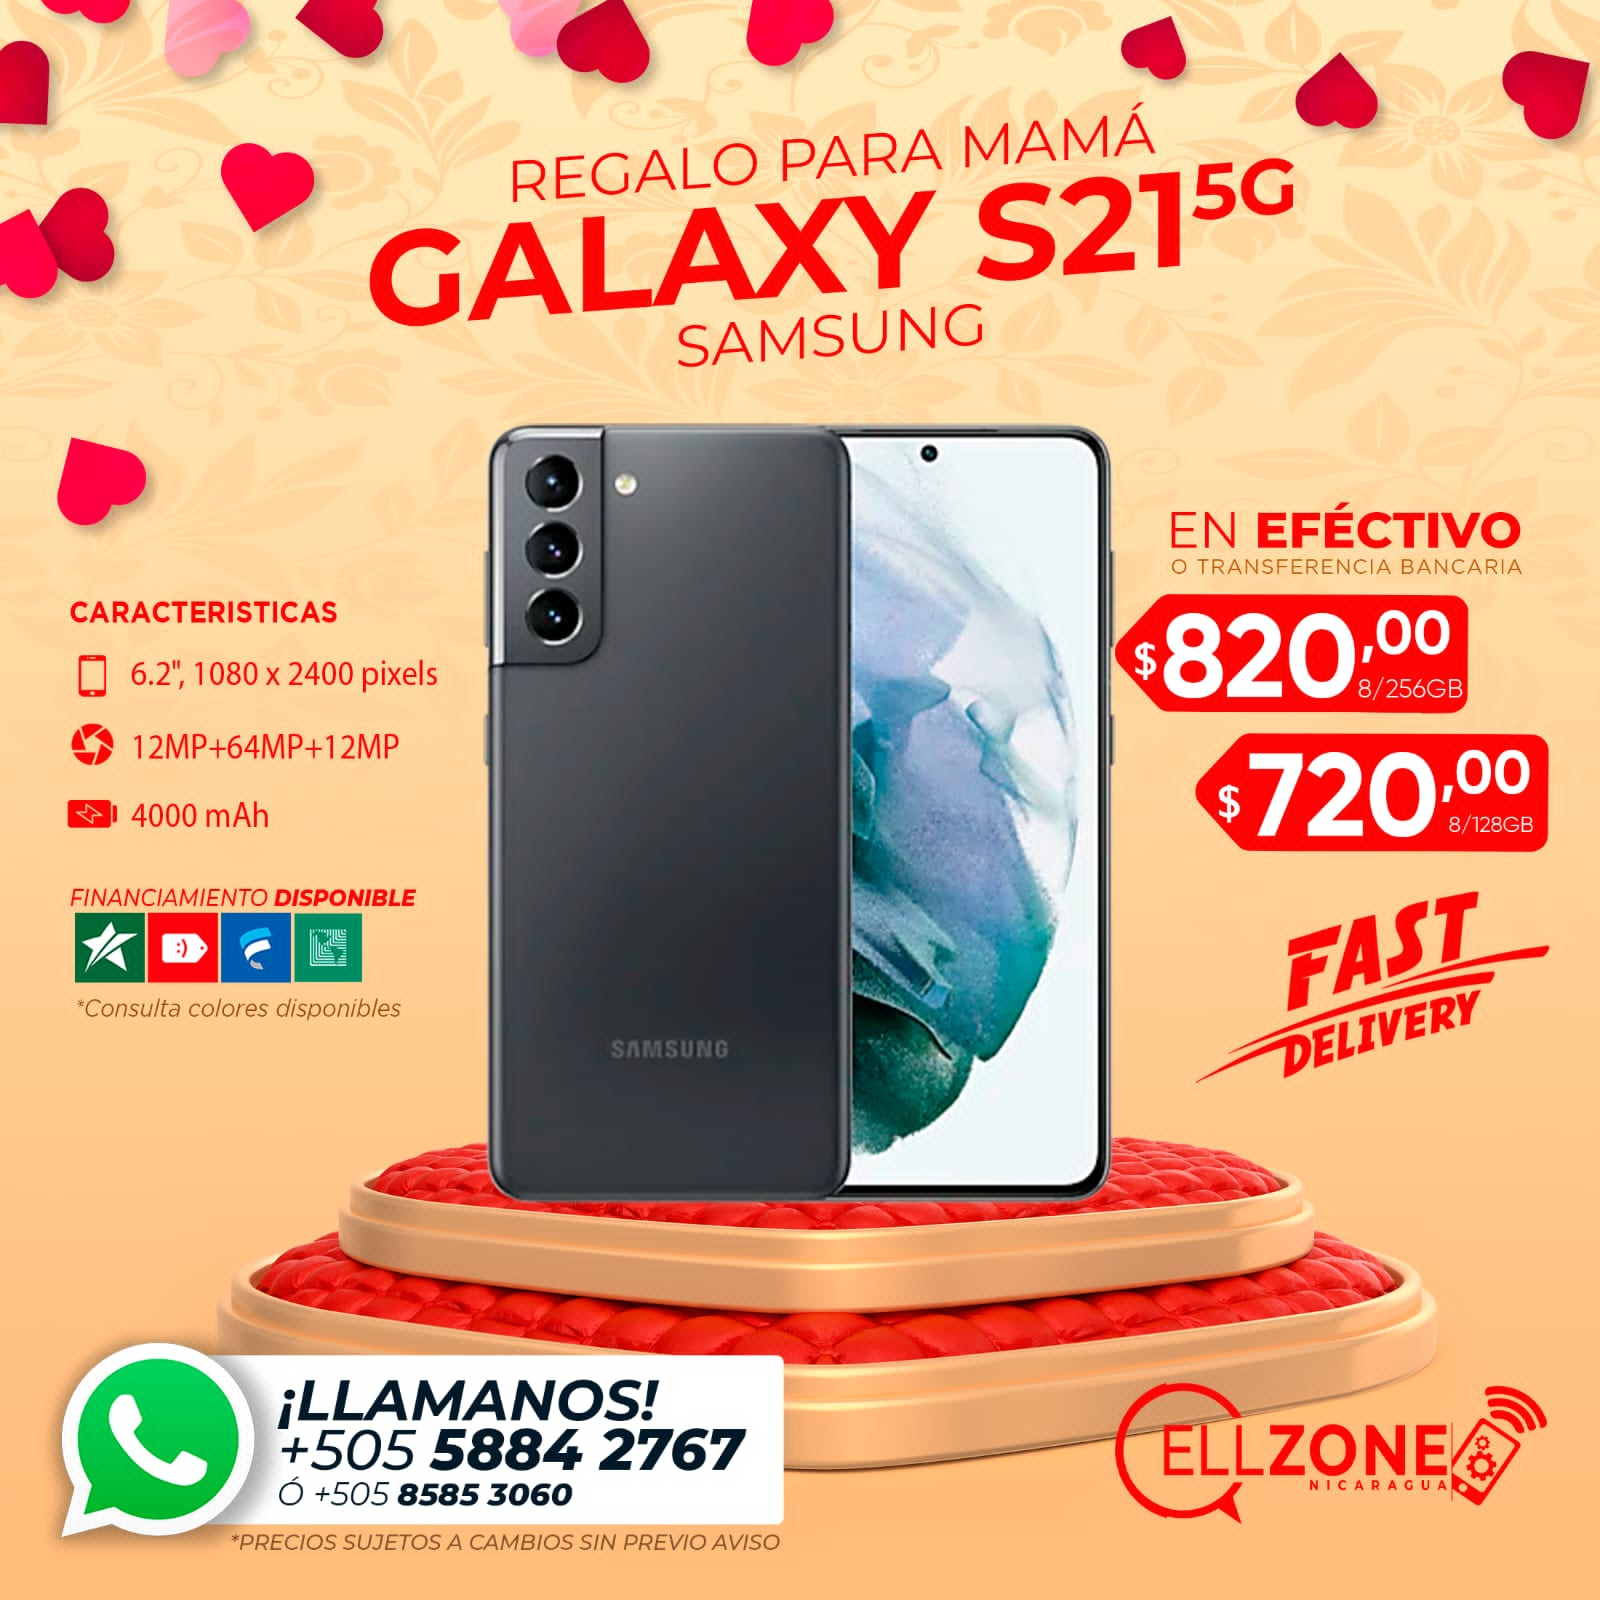 REGALO PARA MAMÁ
GALAXY S21 5G
SAMSUNG
CARACTERISTICAS
6.2", 1080 x 2400 pixels
12MP+64MP+12MP
4000 mAh
FINANCIAMIENTO DISPONIBLE
*Consulta colores disponibles
SAMSUNG
EN EFÉCTIVO
O TRANSFERENCIA BANCARIA
$820,00
8/256GB
$720,00
8/128GB
FAST
DELIVERY
¡LLAMANOS!
+505 5884 2767
Ó +505 8585 3060
*PRECIOS SUJETOS A CAMBIOS SIN PREVIO AVISO
CELLZONE
NICARAGUA